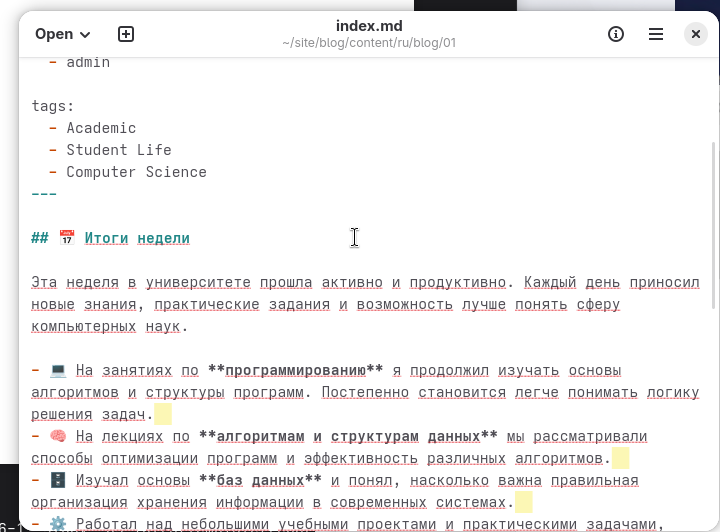 Open
index.md
~/site/blog/content/ru/blog/01
- admin
tags:
- Academic
- Student Life
- Computer Science
---
## 📅 Итоги недели
Эта неделя в университете прошла активно и продуктивно. Каждый день приносил
новые знания, практические задания и возможность лучше понять сферу
компьютерных наук.
- 💻 На занятиях по **программированию** я продолжил изучать основы
алгоритмов и структуры программ. Постепенно становится легче понимать логику
решения задач.
- 🧠 На лекциях по **алгоритмам и структурам данных** мы рассматривали
способы оптимизации программ и эффективность различных алгоритмов.
- 🗄️ Изучал основы **баз данных** и понял, насколько важна правильная
организация хранения информации в современных системах.
- ⚙️ Работал над небольшими учебными проектами и практическими задачами,